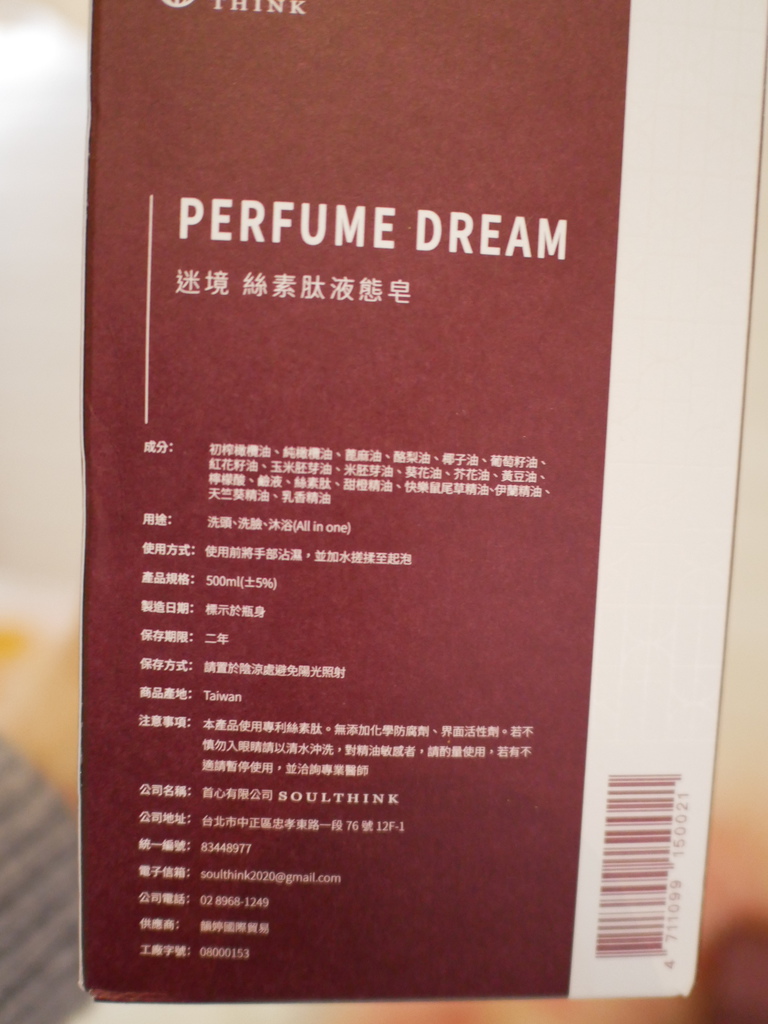 THINK
PERFUME DREAM
迷境 絲素肽液態皂
成分： 初榨橄欖油、純橄欖油、蓖麻油、酪梨油、椰子油、葡萄籽油、
紅花籽油、玉米胚芽油、米胚芽油、葵花油、芥花油、黃豆油、
檸檬酸、鹼液、絲素肽、甜橙精油、快樂鼠尾草精油、伊蘭精油、
天竺葵精油、乳香精油
用途： 洗頭、洗臉、沐浴(All in one)
使用方式： 使用前將手部沾濕，並加水搓揉至起泡
產品規格： 500ml(±5%)
製造日期： 標示於瓶身
保存期限： 二年
保存方式： 請置於陰涼處避免陽光照射
商品產地： Taiwan
注意事項： 本產品使用專利絲素肽。無添加化學防腐劑、界面活性劑。若不
慎勿入眼睛請以清水沖洗，對精油敏感者，請酌量使用，若有不
適請暫停使用，並洽詢專業醫師
公司名稱： 首心有限公司 SOULTHINK
公司地址： 台北市中正區忠孝東路一段 76 號 12F-1
統一編號： 83448977
電子信箱： soulthink2020@gmail.com
公司電話： 02 8968-1249
供應商： 韻婷國際貿易
工廠字號： 08000153
4 711099 150021